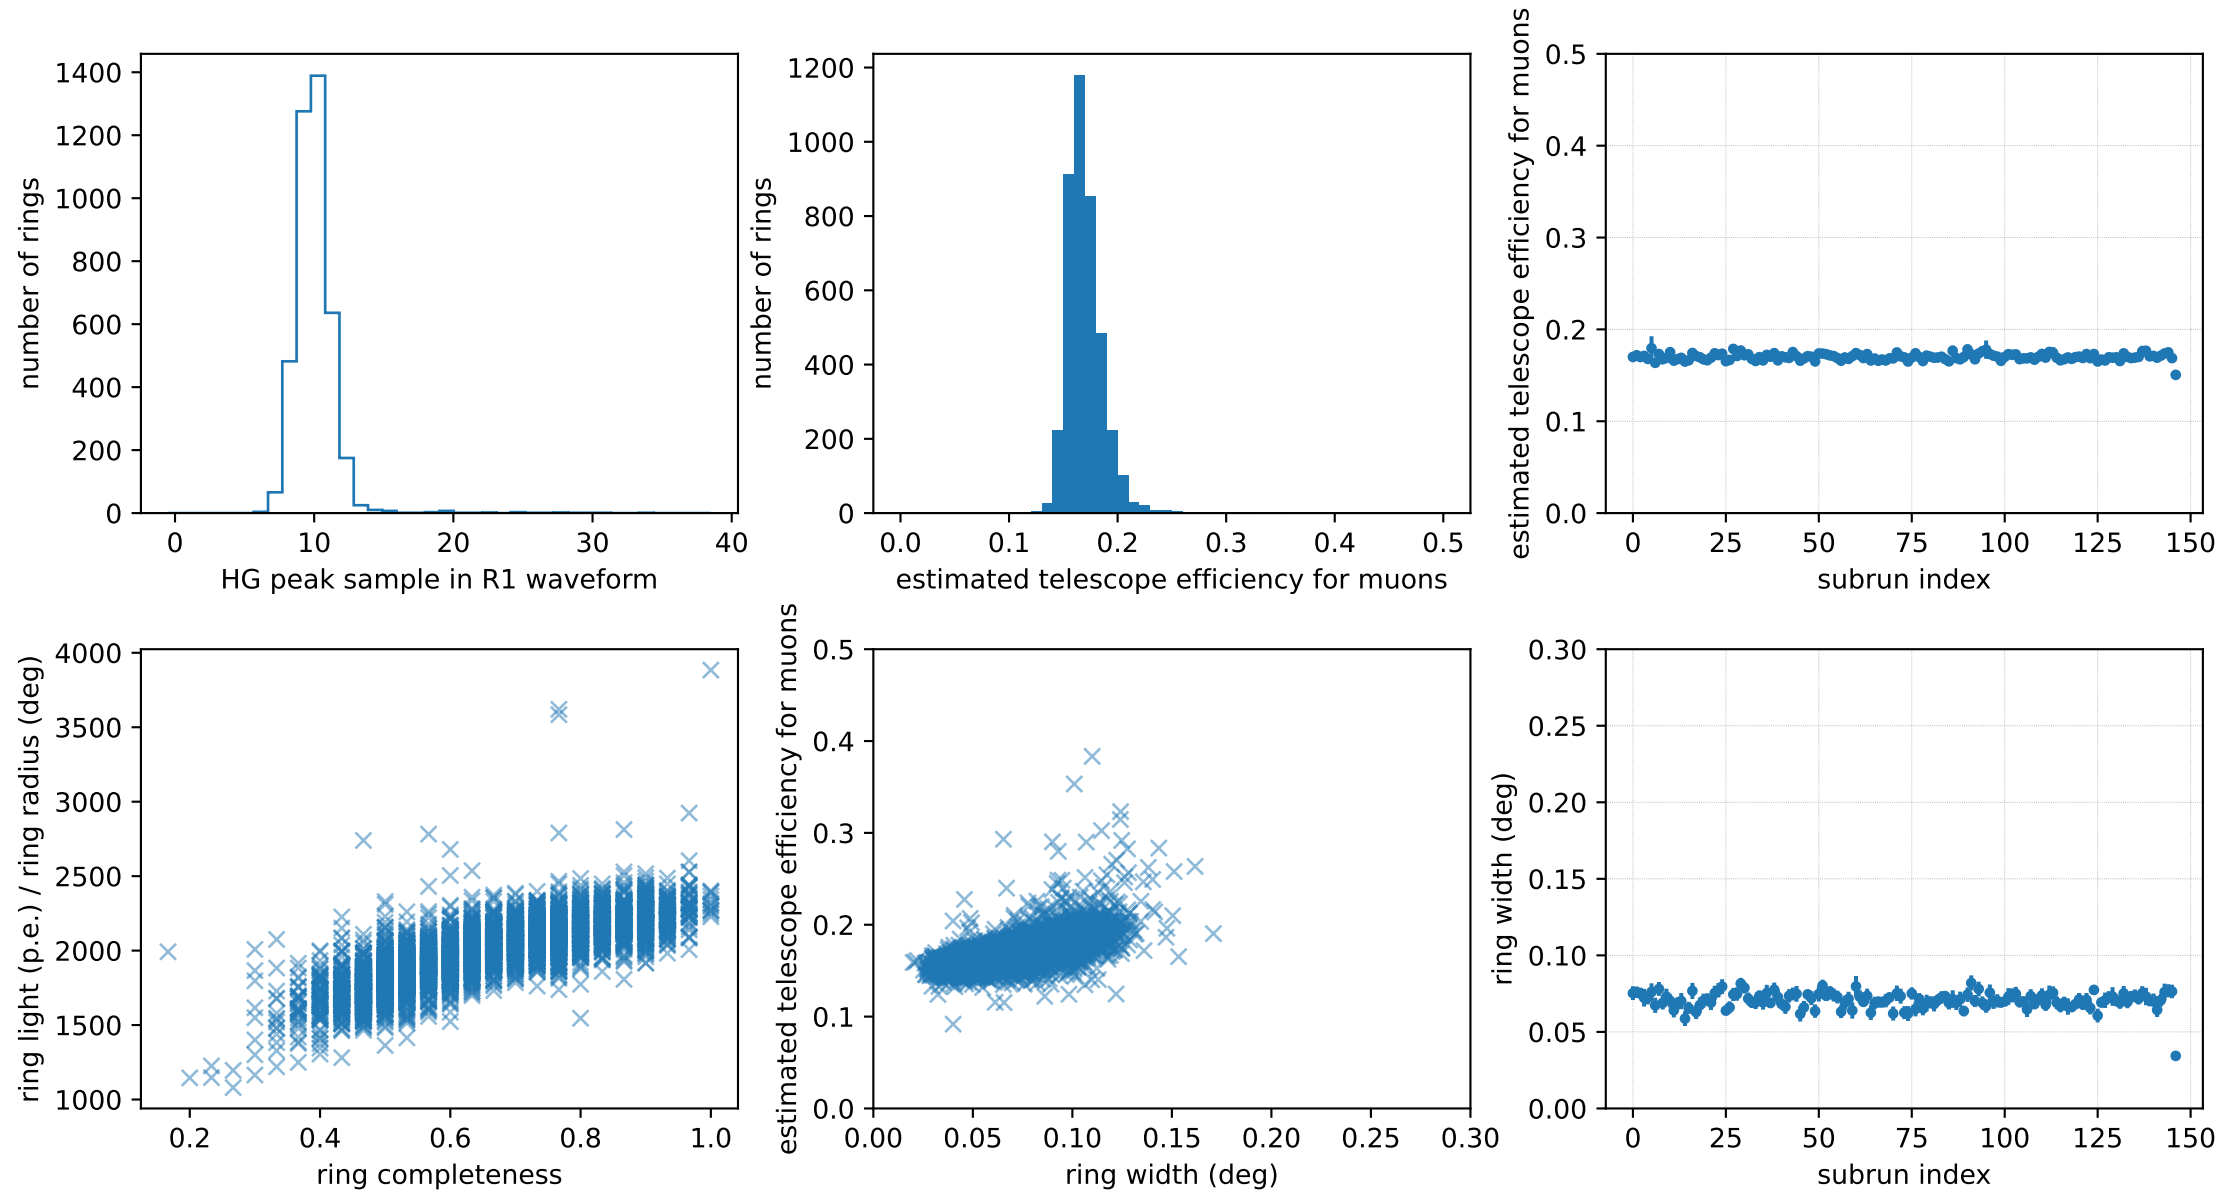 1400
1200
1000
800
600
400
200
0
0 10 20 30 40
number of rings
HG peak sample in R1 waveform
1200
1000
800
600
400
200
0
0.0 0.1 0.2 0.3 0.4 0.5
number of rings
estimated telescope efficiency for muons
0.5
0.4
0.3
0.2
0.1
0.0
0 25 50 75 100 125 150
estimated telescope efficiency for muons
subrun index
4000
3500
3000
2500
2000
1500
1000
0.2 0.4 0.6 0.8 1.0
ring light (p.e.) / ring radius (deg)
ring completeness
0.5
0.4
0.3
0.2
0.1
0.0
0.00 0.05 0.10 0.15 0.20 0.25 0.30
estimated telescope efficiency for muons
ring width (deg)
0.30
0.25
0.20
0.15
0.10
0.05
0.00
0 25 50 75 100 125 150
ring width (deg)
subrun index